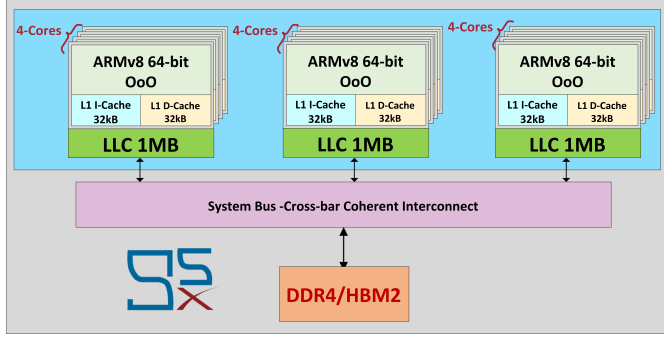 4-Cores
ARMv8 64-bit
OoO
L1 I-Cache
32kB
L1 D-Cache
32kB
LLC 1MB
4-Cores
ARMv8 64-bit
OoO
L1 I-Cache
32kB
L1 D-Cache
32kB
LLC 1MB
4-Cores
ARMv8 64-bit
OoO
L1 I-Cache
32kB
L1 D-Cache
32kB
LLC 1MB
System Bus -Cross-bar Coherent Interconnect
DDR4/HBM2